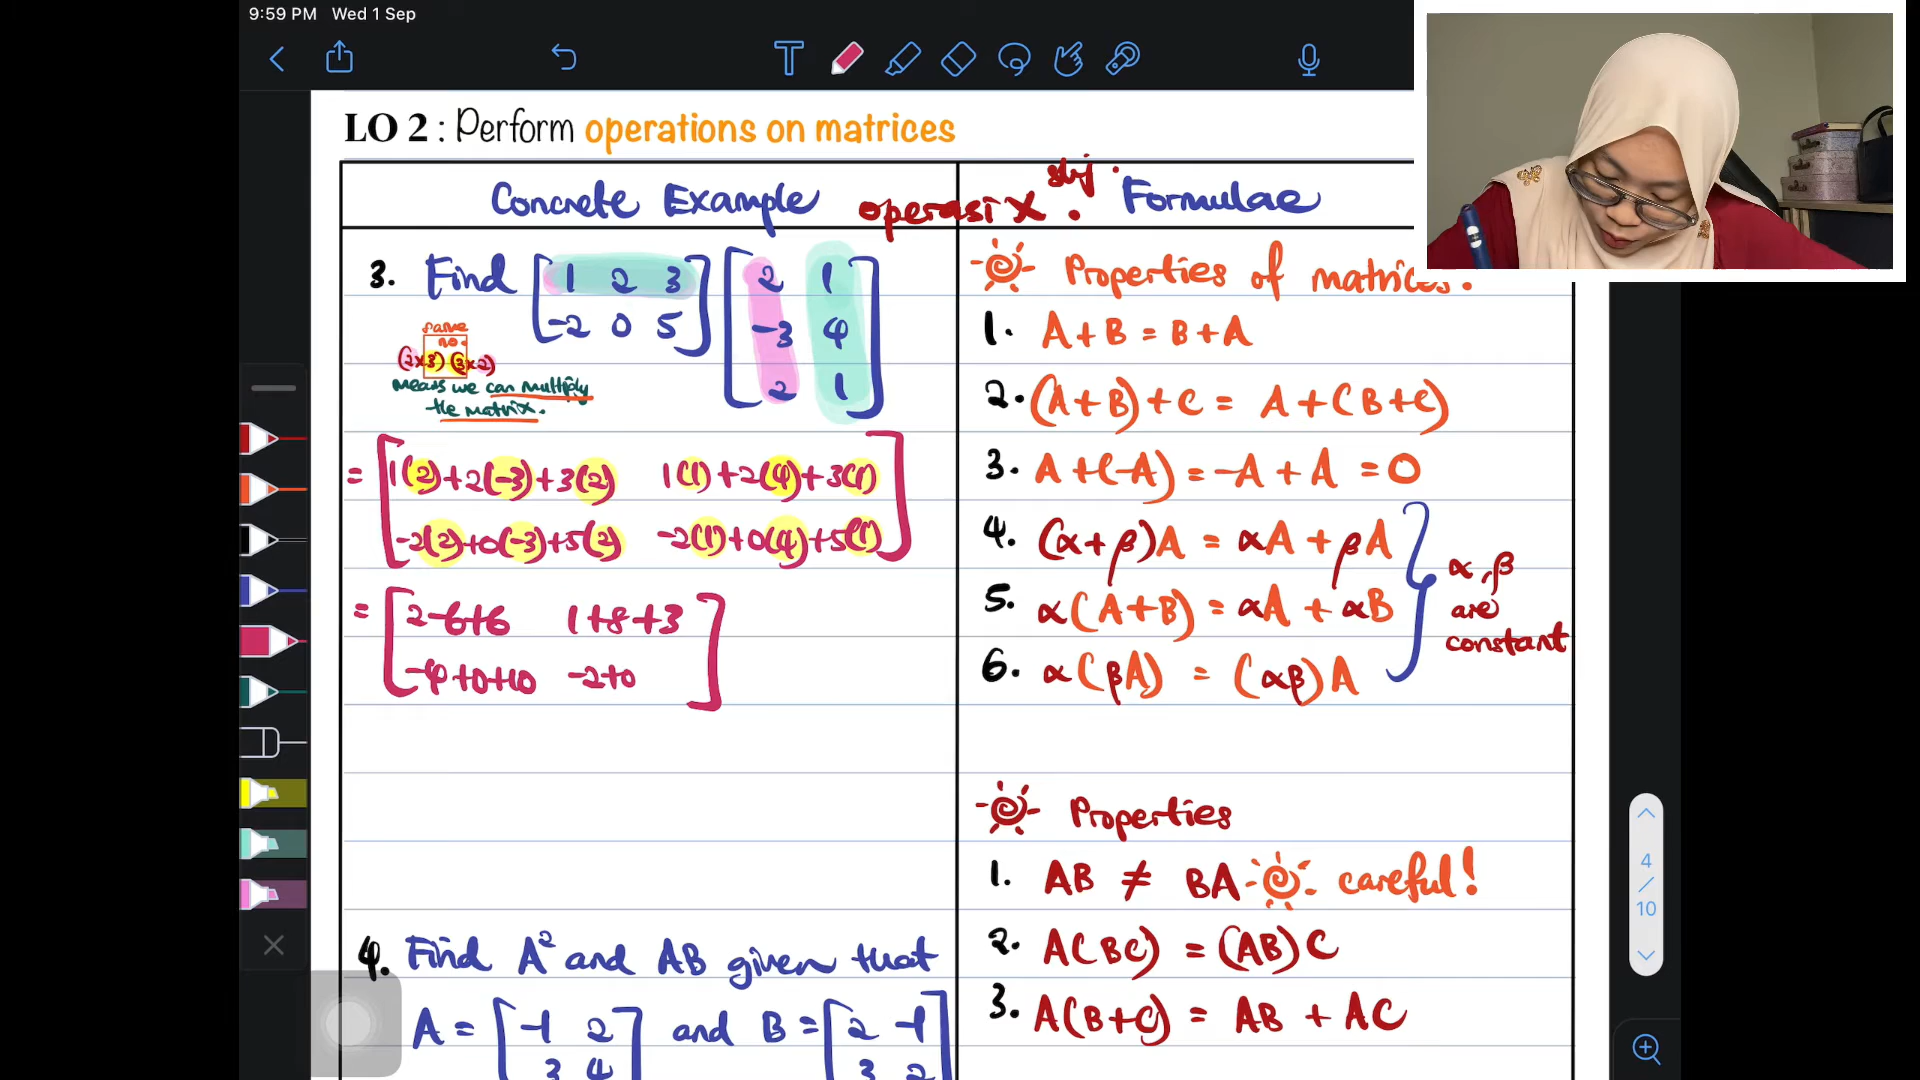 9:59 PM Wed 1 Sep
LO 2 : Perform operations on matrices
Concrete Example
operasi x .
Formulae
3. Find [1 2 3] [2 1]
[-2 0 5] [-3 4]
[2 1]
same
no.
(2x3) (3x2)
means we can multiply
the matrix.
= [1(2)+2(-3)+3(2) 1(1)+2(4)+3(1)]
[-2(2)+0(-3)+5(2) -2(1)+0(4)+5(1)]
= [2-6+6 1+8+3]
[-4+0+10 -2+0 ]
4. Find A² and AB given that
A = [-1 2] and B = [2 -1]
[3 4] [3 2]
Properties of matrices:
1. A+B = B+A
2. (A+B)+C = A+(B+C)
3. A+(-A) = -A+A = 0
4. (α+β)A = αA + βA
5. α(A+B) = αA + αB
6. α(βA) = (αβ)A
α,β
are
constant
Properties
1. AB ≠ BA careful!
2. A(BC) = (AB)C
3. A(B+C) = AB + AC
4
/
10